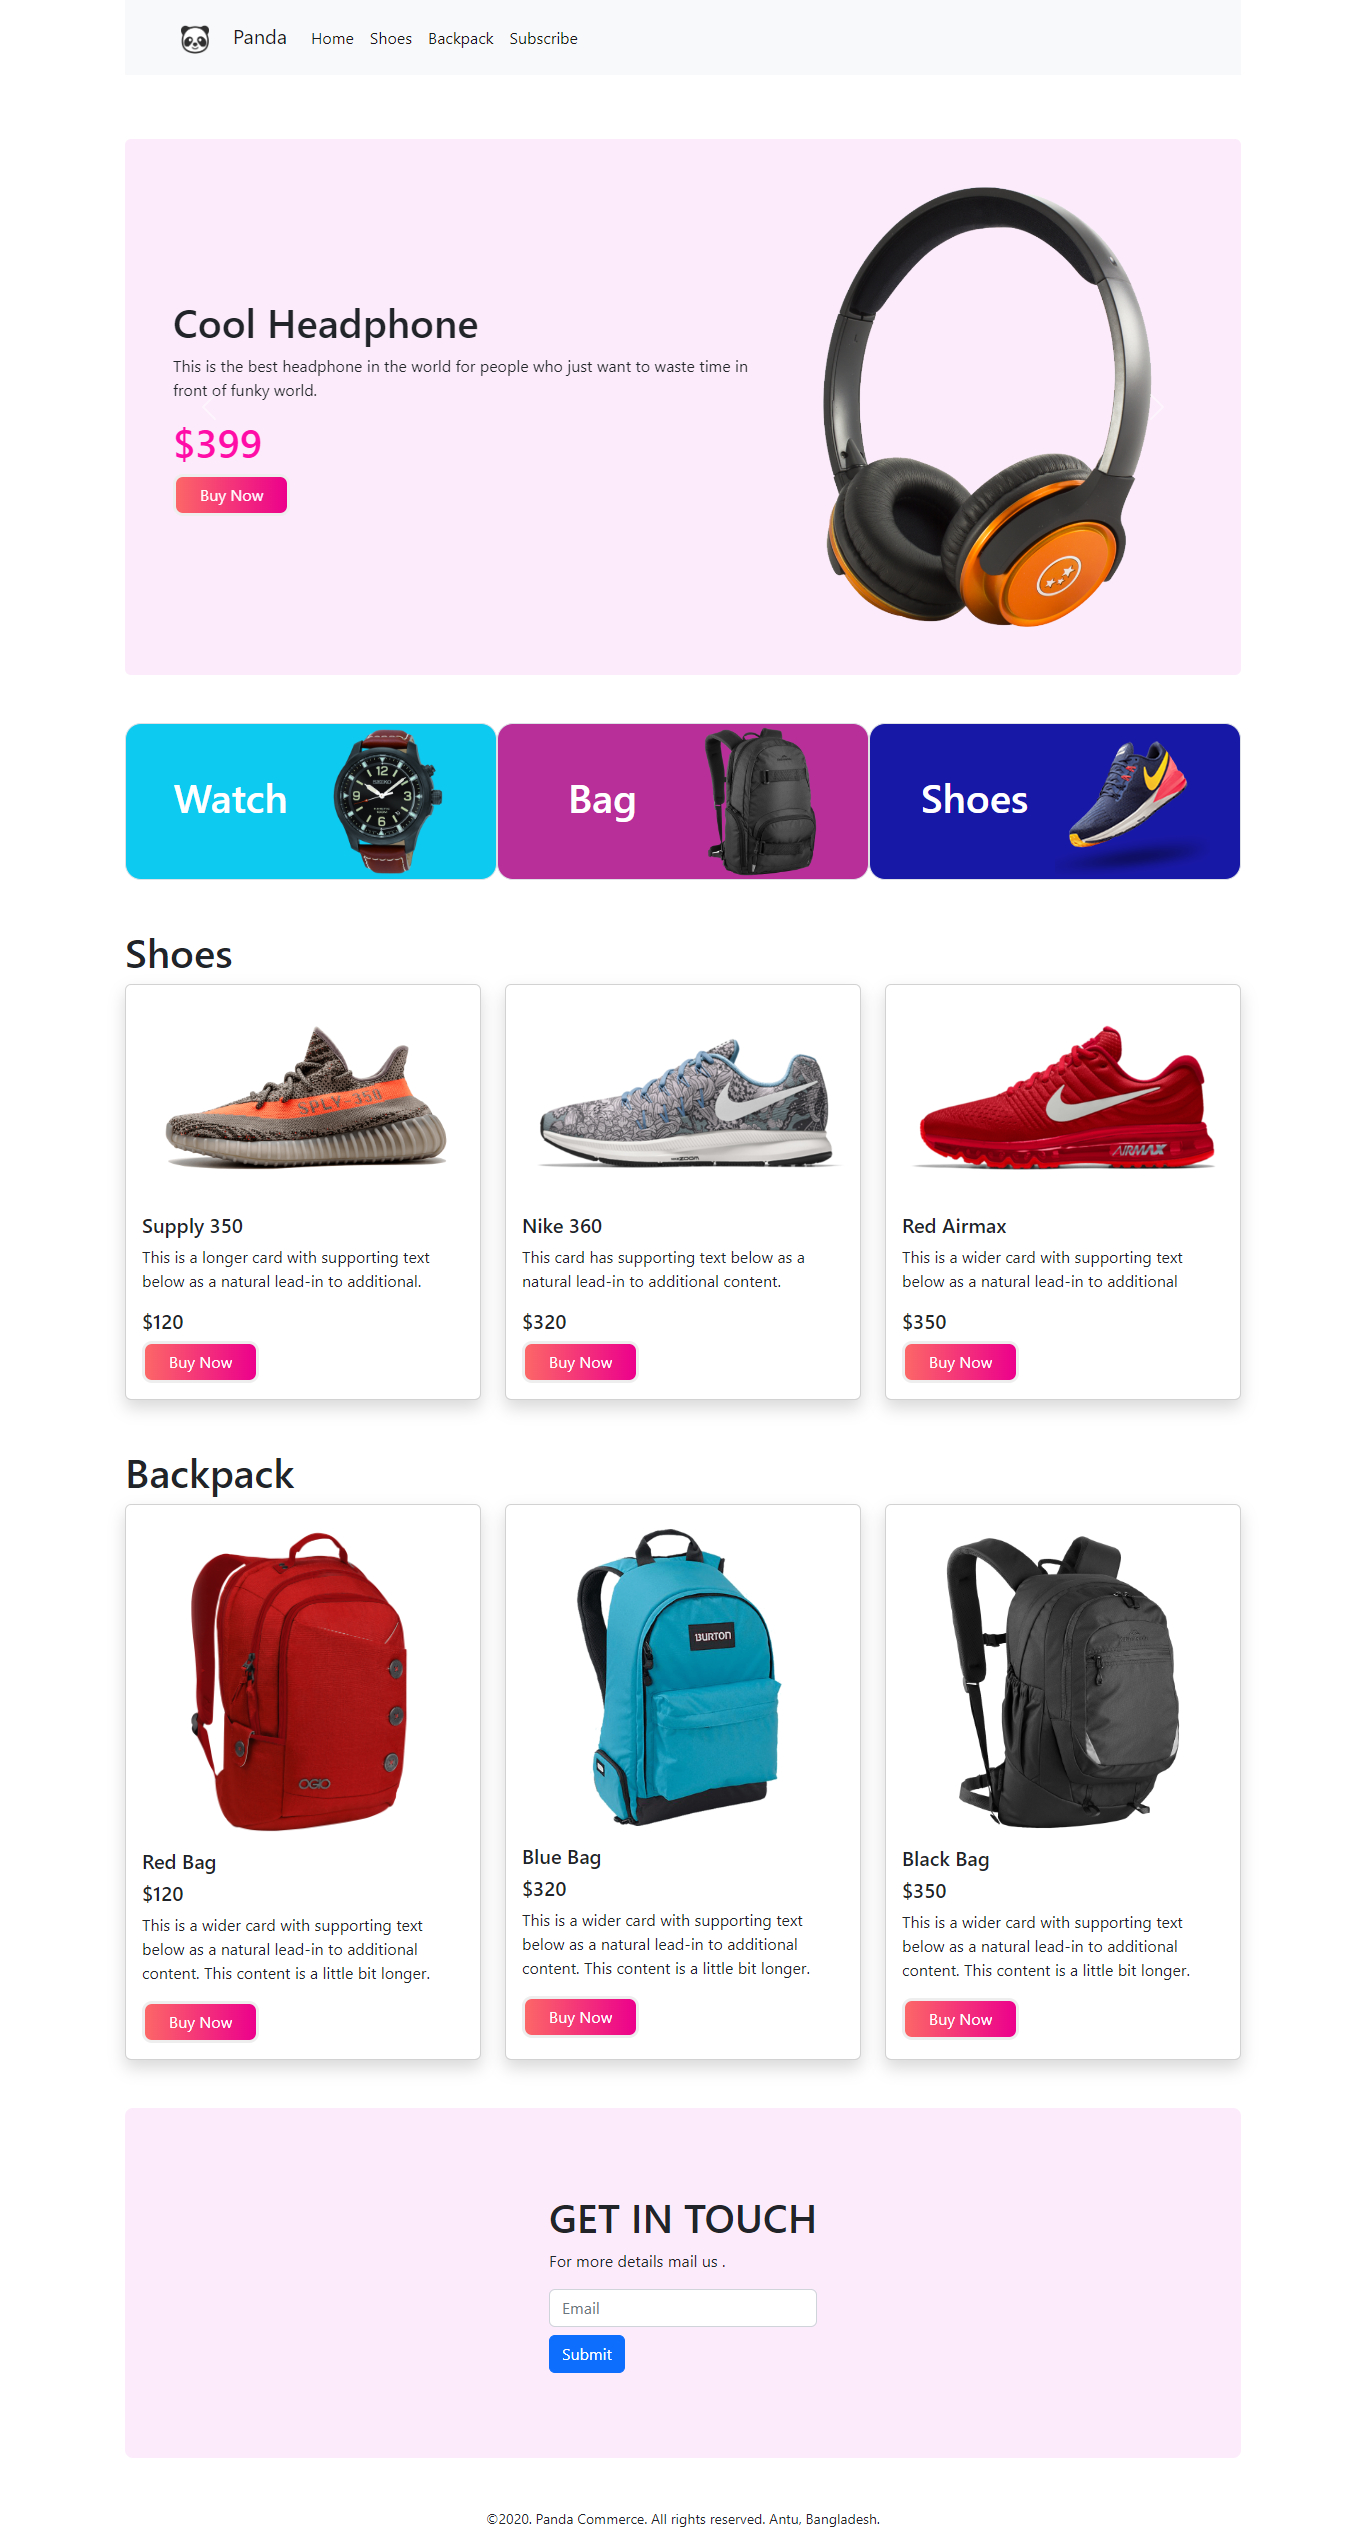 Panda
Home
Shoes
Backpack
Subscribe
Cool Headphone
This is the best headphone in the world for people who just want to waste time in
front of funky world.
$399
Buy Now
Watch
Bag
Shoes
Shoes
SPLY 350
AIRMAX
Supply 350
This is a longer card with supporting text
below as a natural lead-in to additional.
$120
Buy Now
Nike 360
This card has supporting text below as a
natural lead-in to additional content.
$320
Buy Now
Red Airmax
This is a wider card with supporting text
below as a natural lead-in to additional
$350
Buy Now
Backpack
OGIO
BURTON
Red Bag
$120
This is a wider card with supporting text
below as a natural lead-in to additional
content. This content is a little bit longer.
Buy Now
Blue Bag
$320
This is a wider card with supporting text
below as a natural lead-in to additional
content. This content is a little bit longer.
Buy Now
Black Bag
$350
This is a wider card with supporting text
below as a natural lead-in to additional
content. This content is a little bit longer.
Buy Now
GET IN TOUCH
For more details mail us .
Email
Submit
©2020. Panda Commerce. All rights reserved. Antu, Bangladesh.